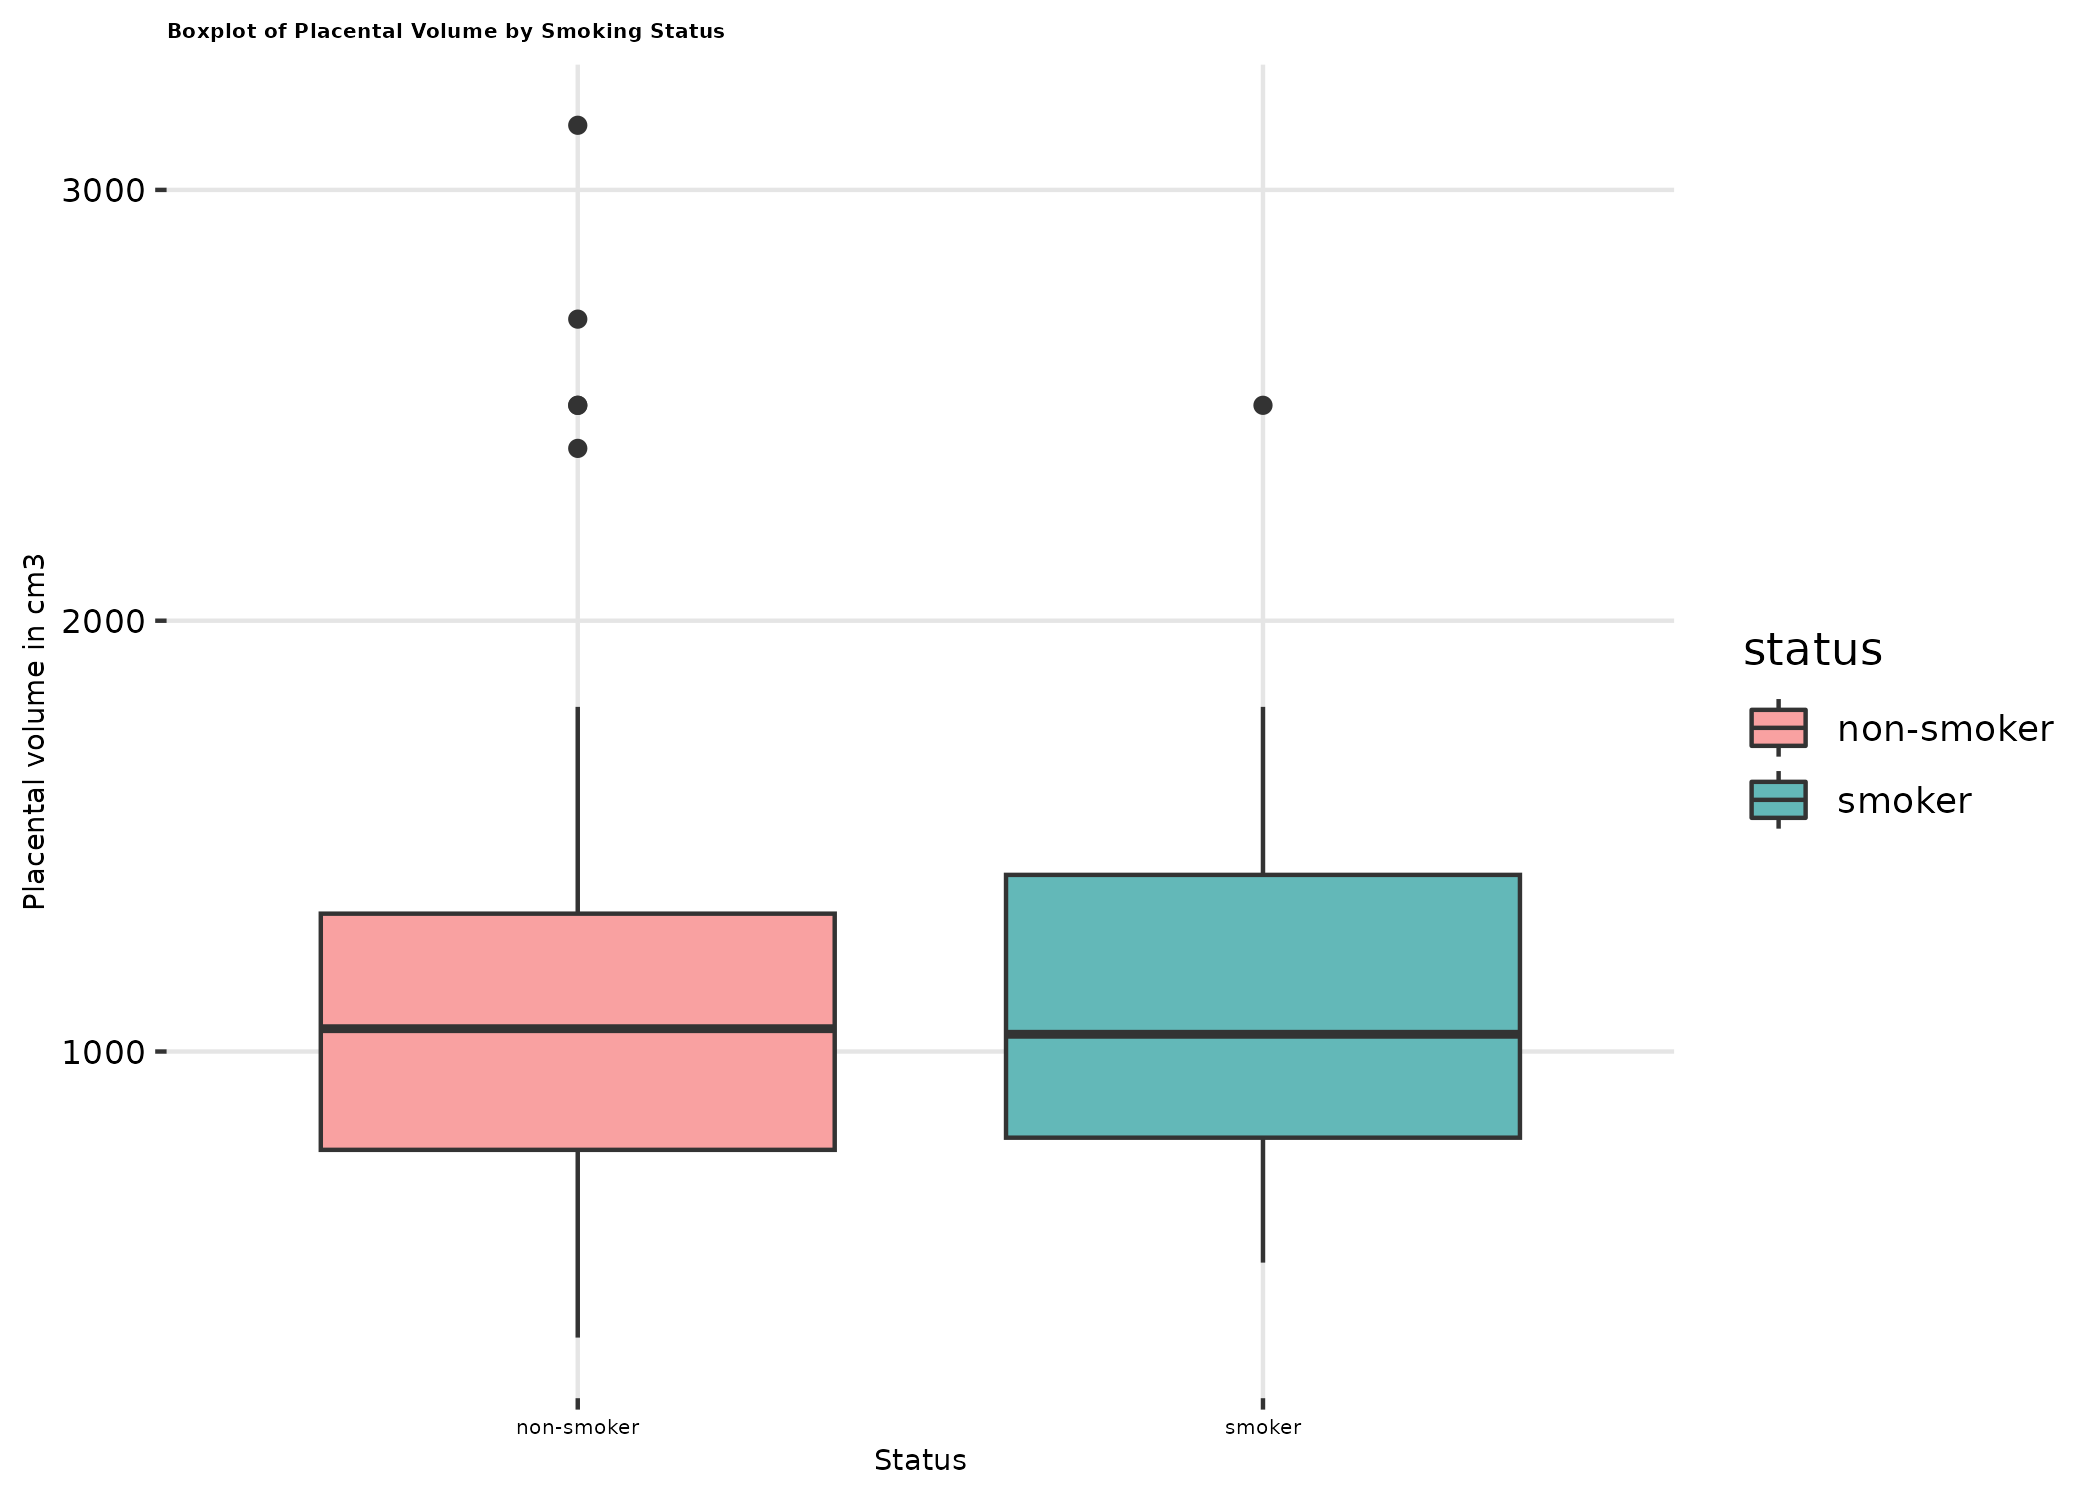 Boxplot of Placental Volume by Smoking Status
Placental volume in cm3
3000
2000
1000
non-smoker
smoker
Status
status
non-smoker
smoker